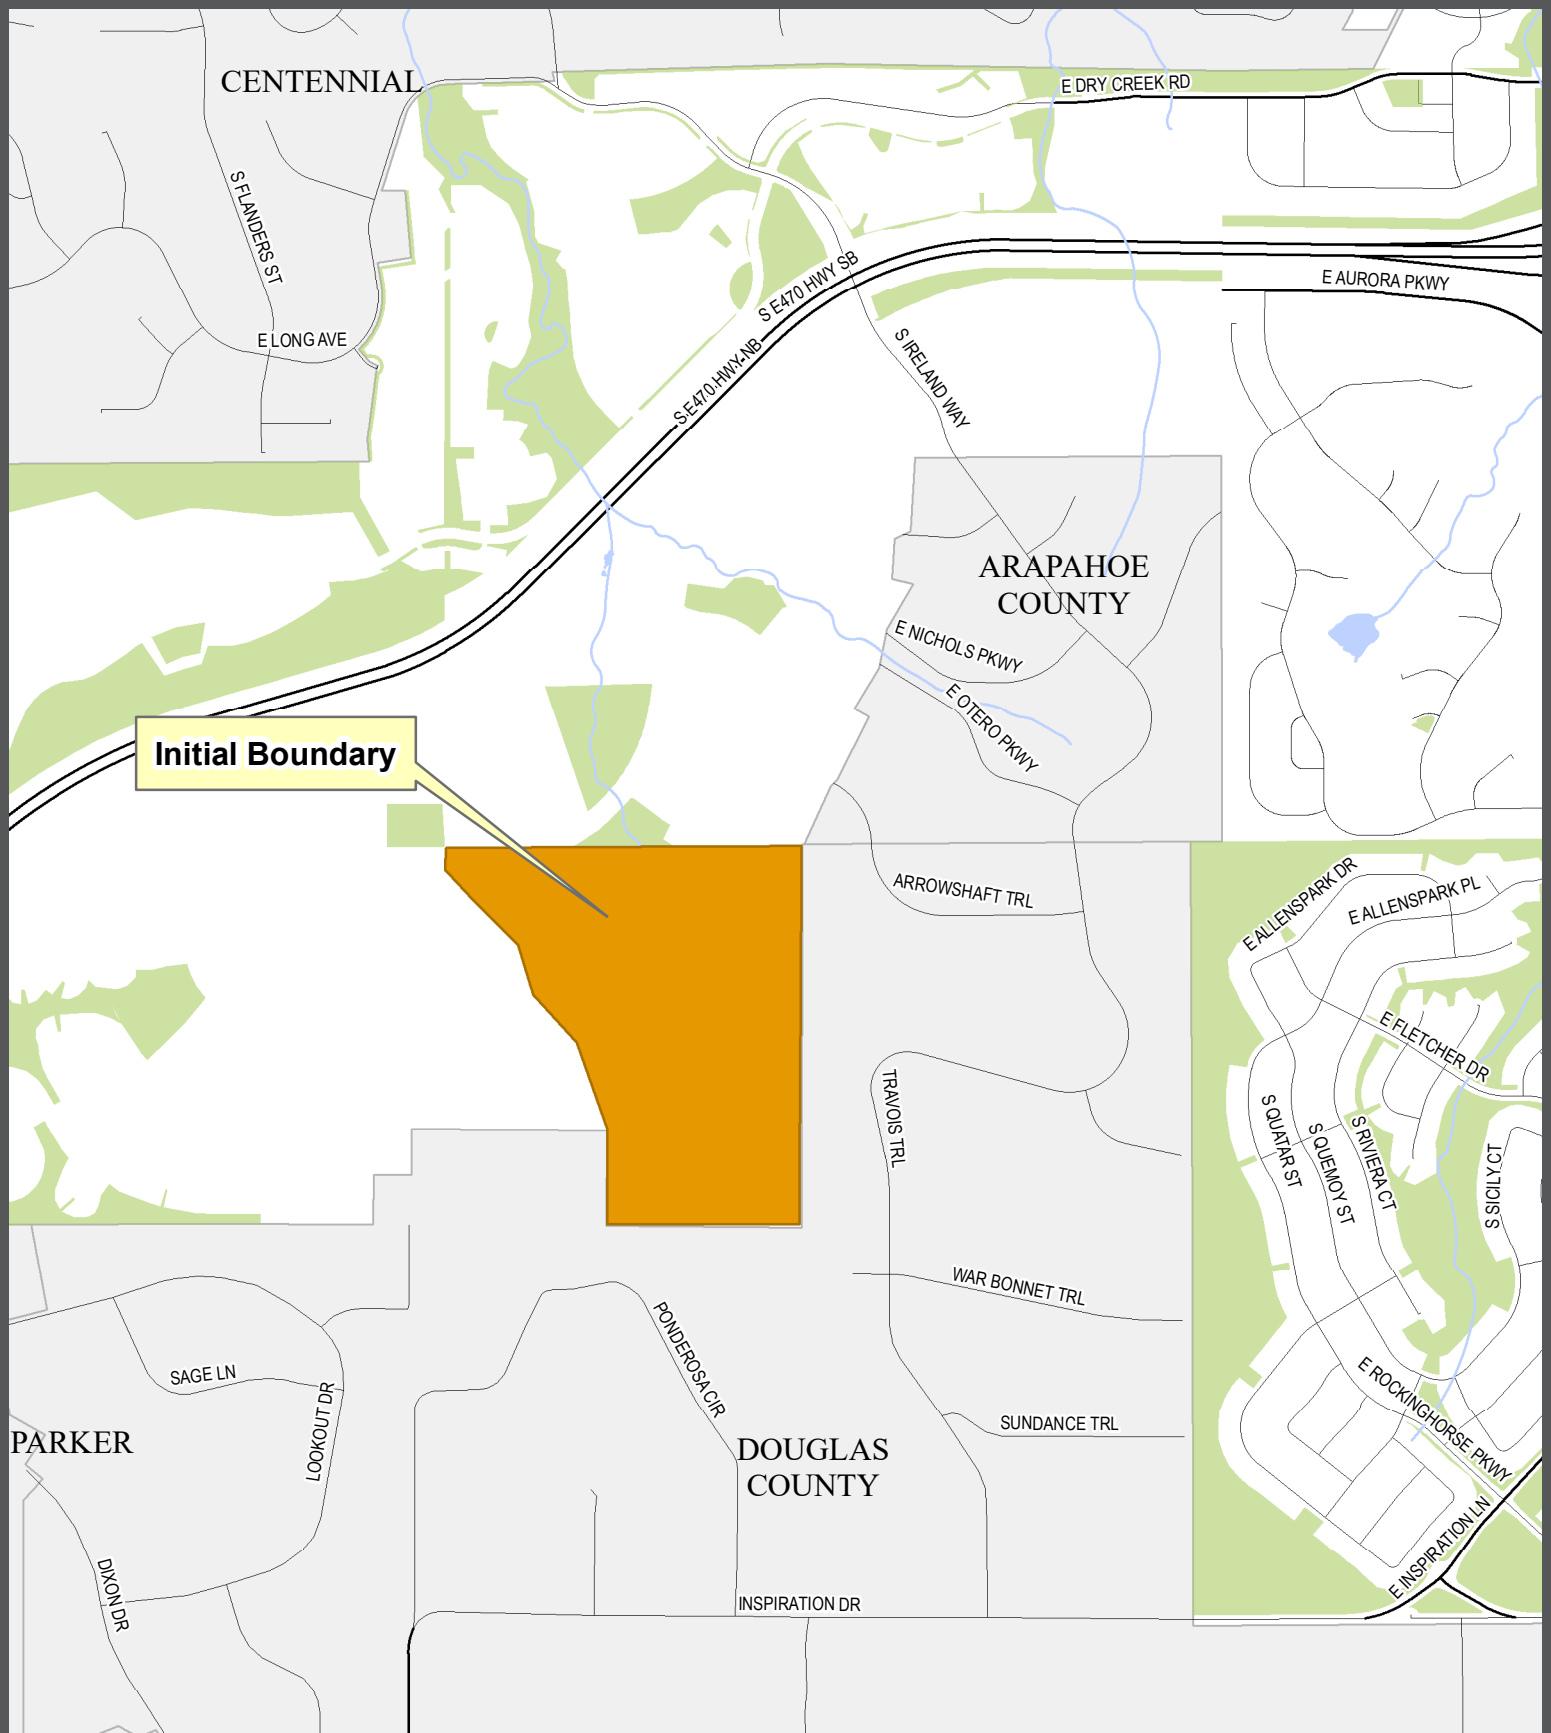 CENTENNIAL
E DRY CREEK RD
S FLANDERS ST
S E470 HWY SB
E AURORA PKWY
E LONG AVE
S E470 HWY NB
S IRELAND WAY
ARAPAHOE
COUNTY
E NICHOLS PKWY
E OTERO PKWY
Initial Boundary
ARROWSHAFT TRL
E ALLENSPARK DR
E ALLENSPARK PL
E FLETCHER DR
TRAVOIS TRL
S QUATAR ST
S QUEMOY ST
S RIVIERA CT
S SICILY CT
WAR BONNET TRL
PONDEROSA CIR
SAGE LN
LOOKOUT DR
E ROCKINGHORSE PKWY
SUNDANCE TRL
PARKER
DOUGLAS
COUNTY
E INSPIRATION LN
DIXON DR
INSPIRATION DR